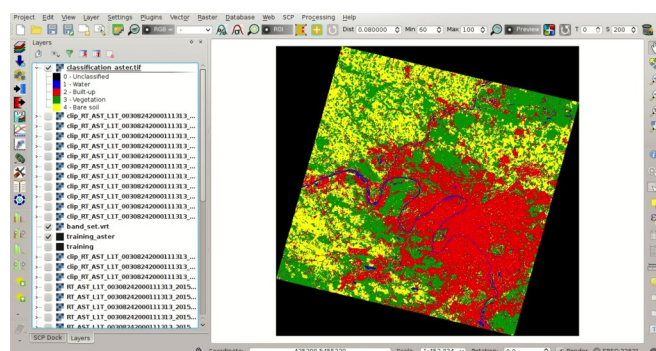 Project Edit View Layer Settings Plugins Vector Raster Database Web SCP Processing Help
RGB = - ROI Dist 0.080000 Min 60 Max 100 Preview T 0 S 200
Layers
classification_aster.tif
0 - Unclassified
1 - Water
2 - Built-up
3 - Vegetation
4 - Bare soil
clip_RT_AST_L1T_00308242000111313_...
clip_RT_AST_L1T_00308242000111313_...
clip_RT_AST_L1T_00308242000111313_...
clip_RT_AST_L1T_00308242000111313_...
clip_RT_AST_L1T_00308242000111313_...
clip_RT_AST_L1T_00308242000111313_...
clip_RT_AST_L1T_00308242000111313_...
clip_RT_AST_L1T_00308242000111313_...
clip_RT_AST_L1T_00308242000111313_...
band_set.vrt
training_aster
training
clip_RT_AST_L1T_00308242000111313_...
clip_RT_AST_L1T_00308242000111313_...
RT_AST_L1T_00308242000111313_2015...
RT_AST_L1T_00308242000111313_2015...
RT_AST_L1T_00308242000111313_2015...
SCP Dock Layers
Coordinate: Scale Rotation: 0.0 Render